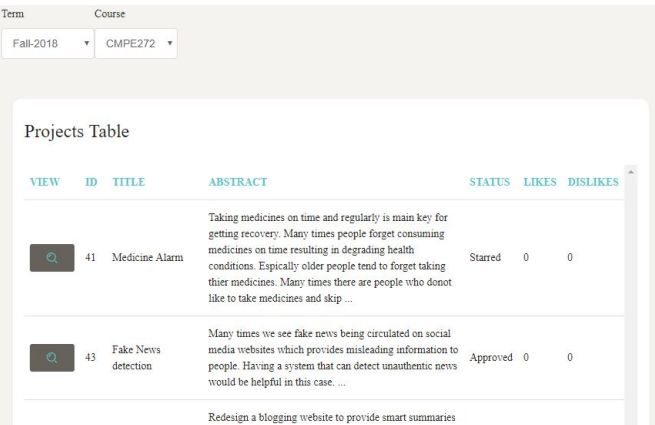 Term Course
Fall-2018 CMPE272
Projects Table
VIEW ID TITLE ABSTRACT STATUS LIKES DISLIKES
Taking medicines on time and regularly is main key for
getting recovery. Many times people forget consuming
medicines on time resulting in degrading health
41 Medicine Alarm conditions. Espically older people tend to forget taking Starred 0 0
thier medicines. Many times there are people who donot
like to take medicines and skip ...
Many times we see fake news being circulated on social
43 Fake News detection media websites which provides misleading information to Approved 0 0
people. Having a system that can detect unauthentic news
would be helpful in this case. ...
Redesign a blogging website to provide smart summaries